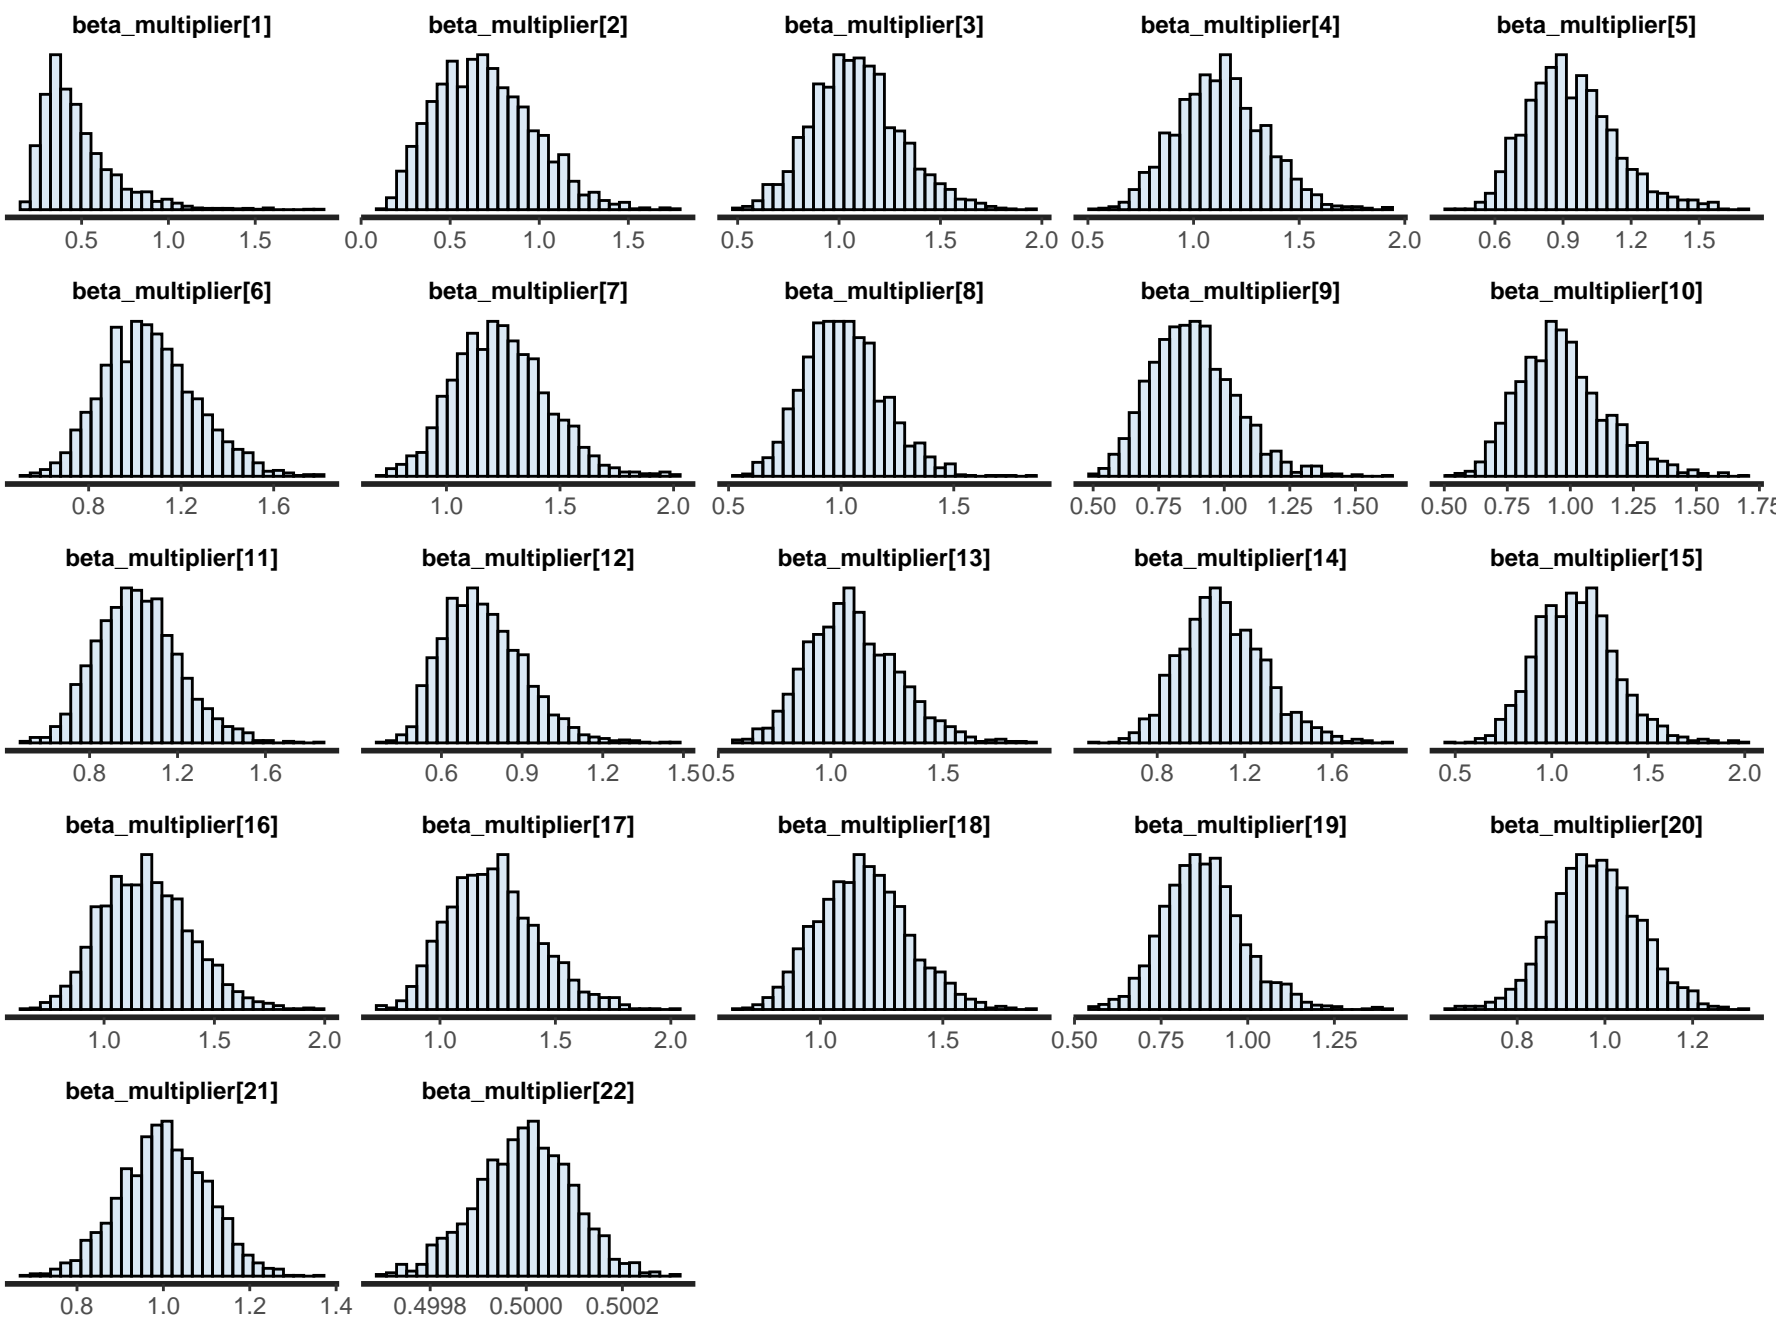 beta_multiplier[1] beta_multiplier[2] beta_multiplier[3] beta_multiplier[4] beta_multiplier[5]
0.5 1.0 1.5 0.0 0.5 1.0 1.5 0.5 1.0 1.5 2.0 0.5 1.0 1.5 2.0 0.6 0.9 1.2 1.5
beta_multiplier[6] beta_multiplier[7] beta_multiplier[8] beta_multiplier[9] beta_multiplier[10]
0.8 1.2 1.6 1.0 1.5 2.0 0.5 1.0 1.5 0.50 0.75 1.00 1.25 1.50 0.50 0.75 1.00 1.25 1.50 1.75
beta_multiplier[11] beta_multiplier[12] beta_multiplier[13] beta_multiplier[14] beta_multiplier[15]
0.8 1.2 1.6 0.6 0.9 1.2 1.5 0.5 1.0 1.5 0.8 1.2 1.6 0.5 1.0 1.5 2.0
beta_multiplier[16] beta_multiplier[17] beta_multiplier[18] beta_multiplier[19] beta_multiplier[20]
1.0 1.5 2.0 1.0 1.5 2.0 1.0 1.5 0.50 0.75 1.00 1.25 0.8 1.0 1.2
beta_multiplier[21] beta_multiplier[22]
0.8 1.0 1.2 1.4 0.4998 0.5000 0.5002